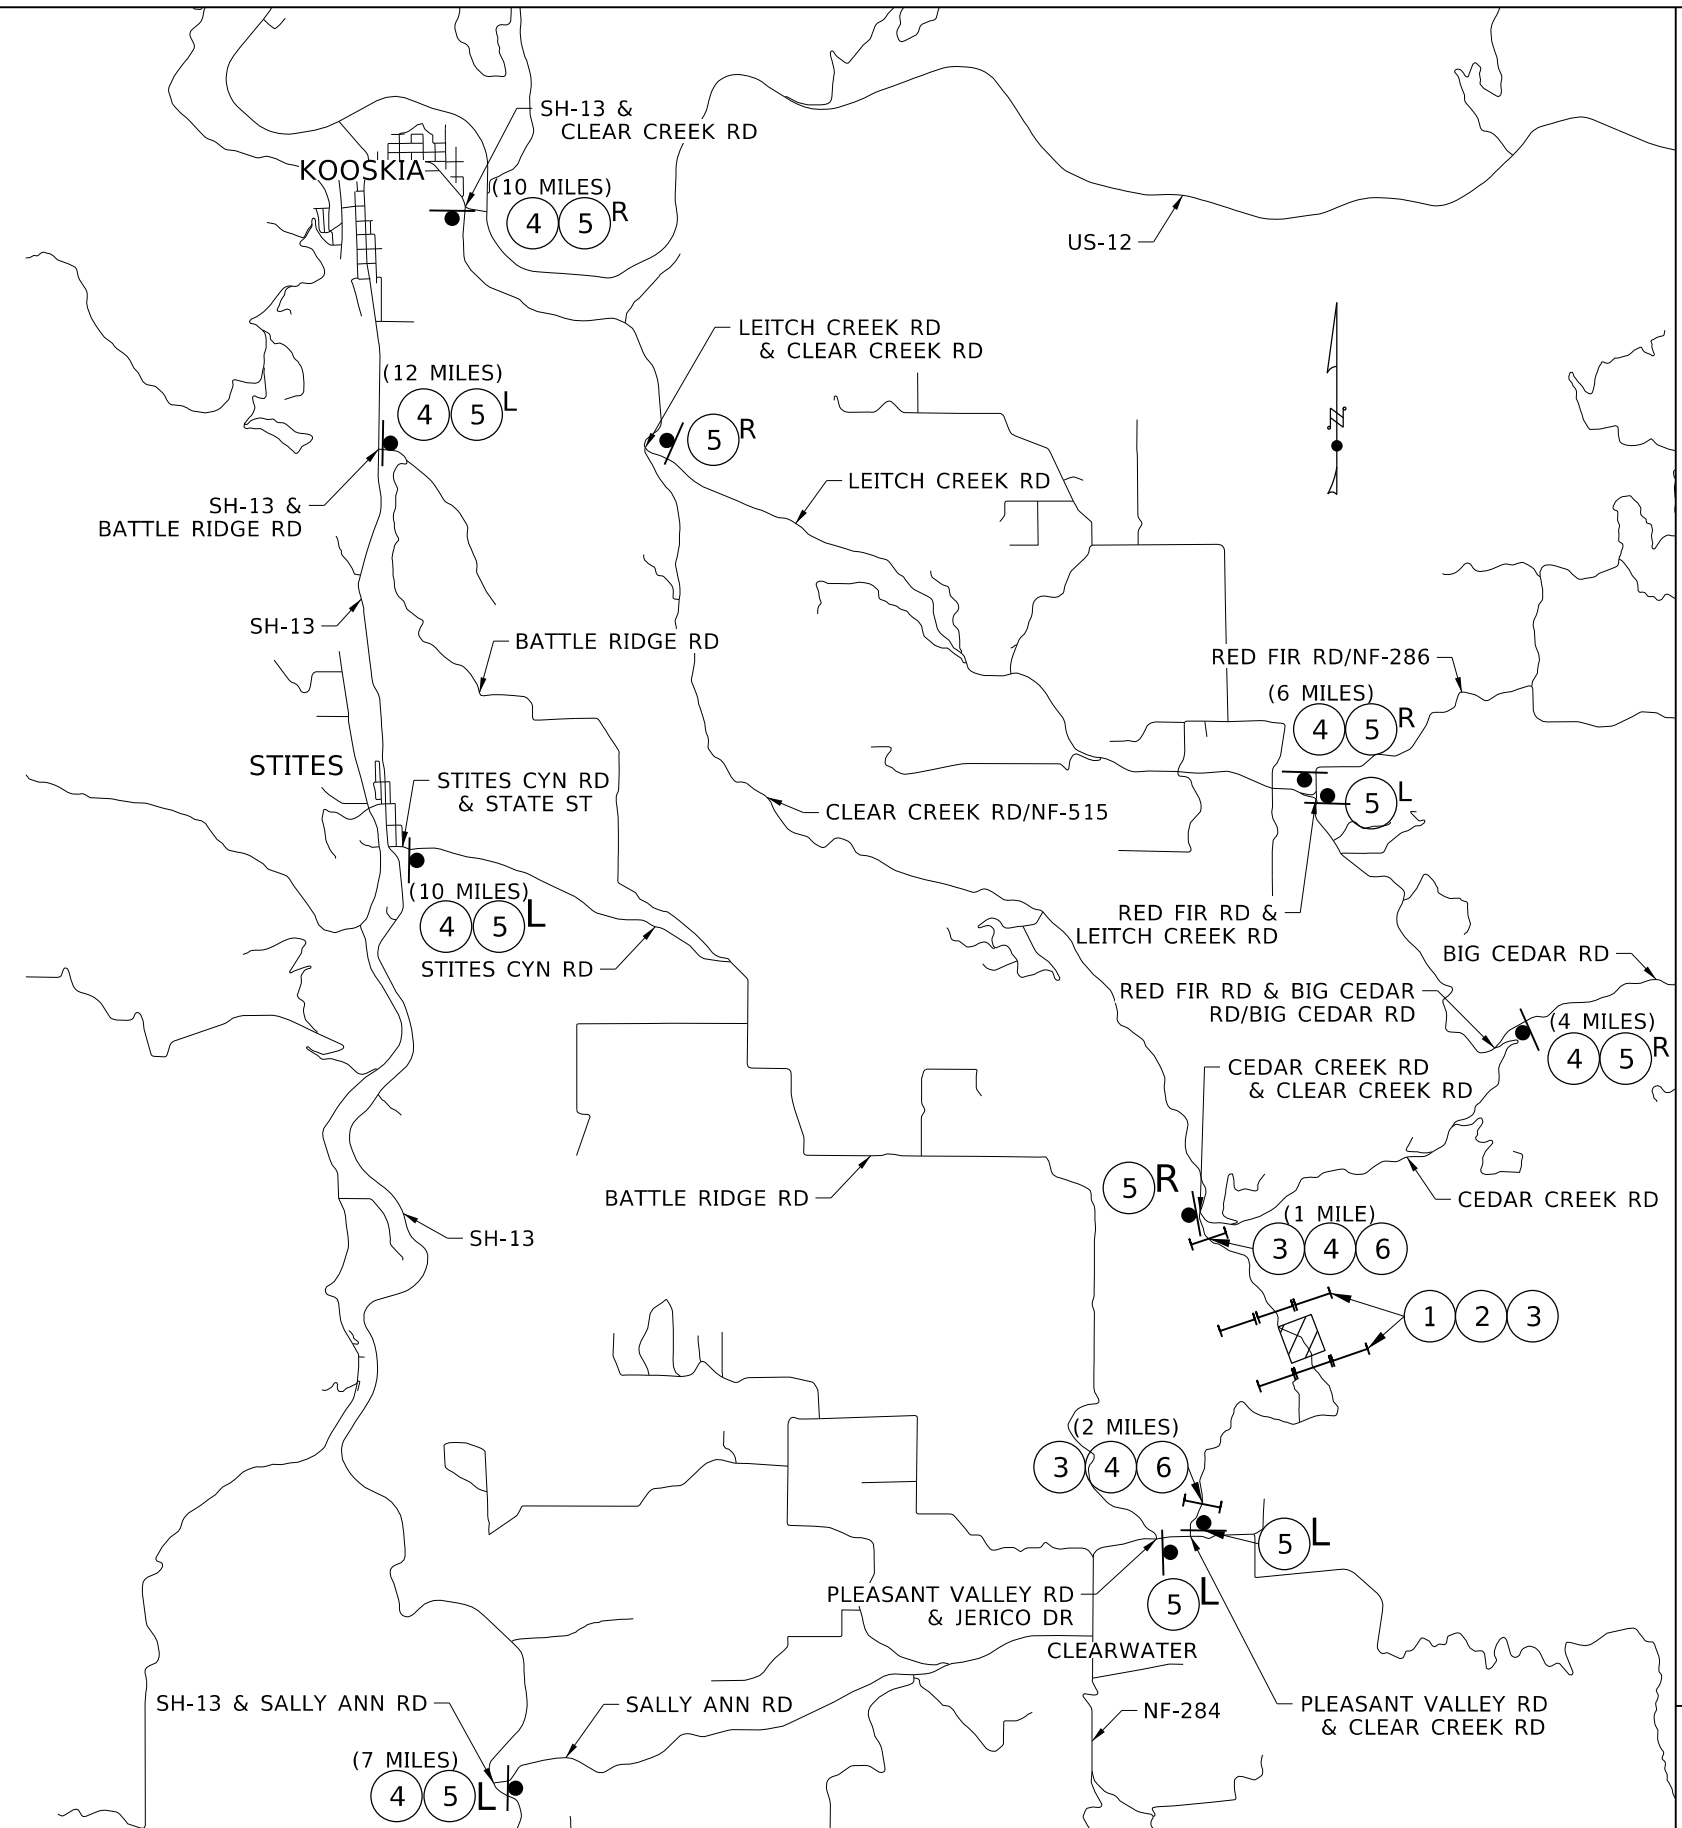 SH-13 &
CLEAR CREEK RD
KOOSKIA
(10 MILES)
4 5 R
US-12
LEITCH CREEK RD
& CLEAR CREEK RD
(12 MILES)
4 5 L
5 R
N
LEITCH CREEK RD
SH-13 &
BATTLE RIDGE RD
SH-13
BATTLE RIDGE RD
RED FIR RD/NF-286
(6 MILES)
4 5 R
STITES
STITES CYN RD
& STATE ST
5 L
CLEAR CREEK RD/NF-515
(10 MILES)
4 5 L
RED FIR RD &
LEITCH CREEK RD
STITES CYN RD
BIG CEDAR RD
RED FIR RD & BIG CEDAR
RD/BIG CEDAR RD
(4 MILES)
4 5 R
CEDAR CREEK RD
& CLEAR CREEK RD
5 R
BATTLE RIDGE RD
CEDAR CREEK RD
(1 MILE)
3 4 6
SH-13
1 2 3
(2 MILES)
3 4 6
5 L
PLEASANT VALLEY RD
& JERICO DR
5 L
CLEARWATER
SH-13 & SALLY ANN RD
SALLY ANN RD
NF-284
PLEASANT VALLEY RD
& CLEAR CREEK RD
(7 MILES)
4 5 L